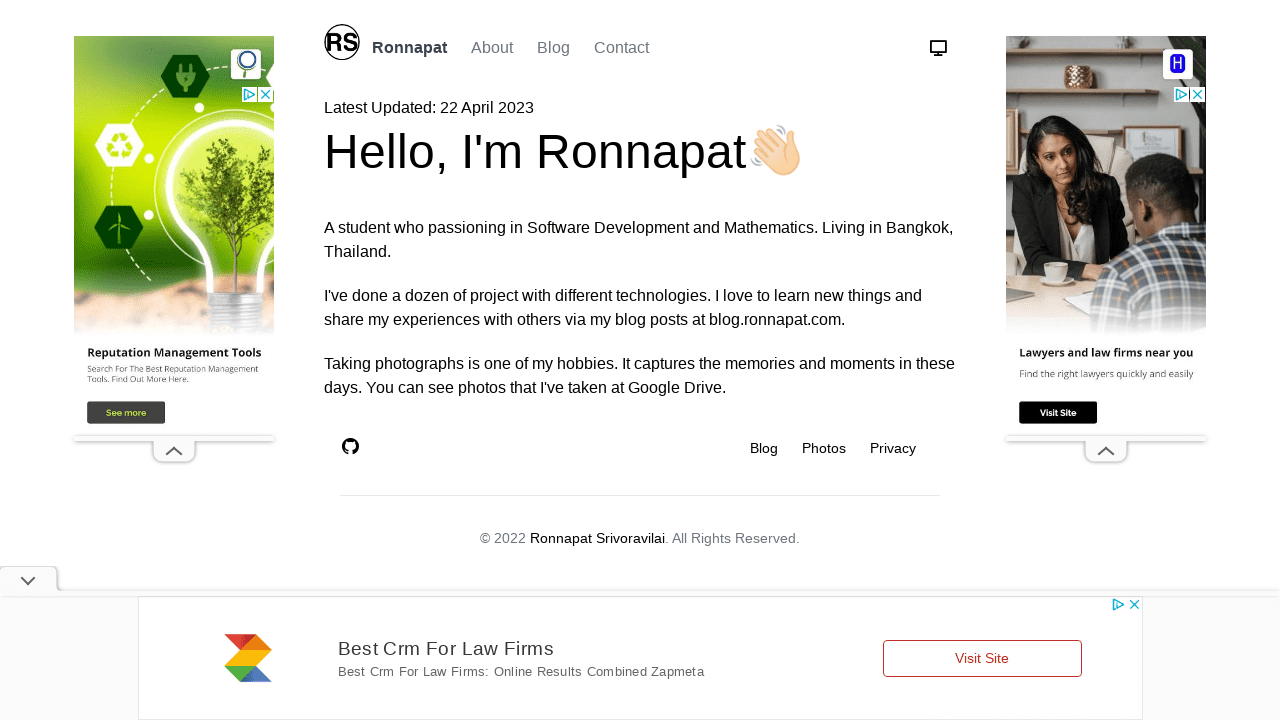 RS Ronnapat About Blog Contact
Latest Updated: 22 April 2023
Hello, I'm Ronnapat
A student who passioning in Software Development and Mathematics. Living in Bangkok,
Thailand.
I've done a dozen of project with different technologies. I love to learn new things and
share my experiences with others via my blog posts at blog.ronnapat.com.
Taking photographs is one of my hobbies. It captures the memories and moments in these
days. You can see photos that I've taken at Google Drive.
Blog Photos Privacy
© 2022 Ronnapat Srivoravilai. All Rights Reserved.
Reputation Management Tools
Search For The Best Reputation Management
Tools. Find Out More Here.
See more
H
Lawyers and law firms near you
Find the right lawyers quickly and easily
Visit Site
Best Crm For Law Firms
Best Crm For Law Firms: Online Results Combined Zapmeta
Visit Site